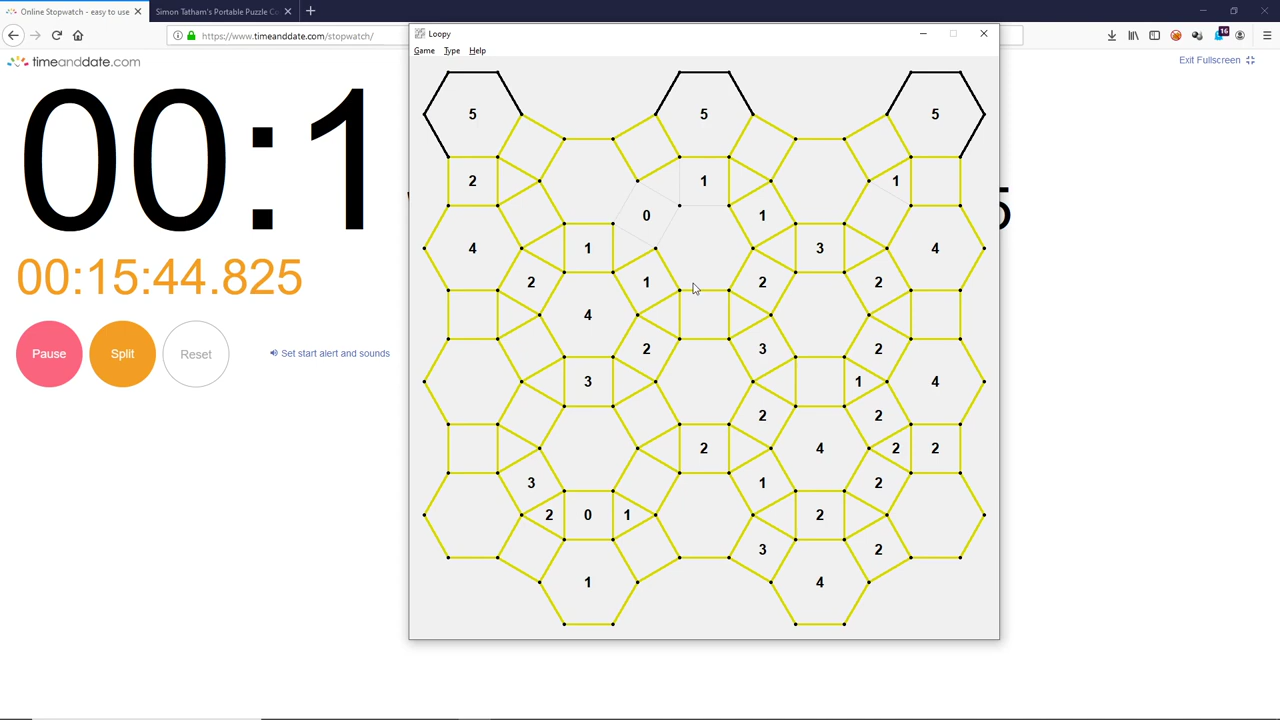 Online Stopwatch - easy to use
Simon Tatham's Portable Puzzle Co
https://www.timeanddate.com/stopwatch/
16
timeanddate.com
Exit Fullscreen
00:1
5
00:15:44.825
Pause
Split
Reset
Set start alert and sounds
Loopy
Game Type Help
5 5 5
2 1 1
0 1
4 1 3 4
2 1 2 2
4
2 3 2
3 1 4
2 2
2 4 2 2
3 1 2
2 0 1 2
3 2
1 4